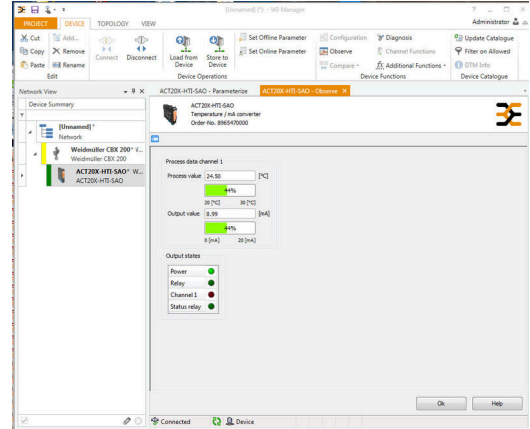 [Unnamed] (*) - WI-Manager
PROJECT DEVICE TOPOLOGY VIEW Administrator
Cut Add...
Copy Remove
Paste Rename
Edit
Connect Disconnect
Load from Device
Store to Device
Device Operations
Set Offline Parameter
Set Online Parameter
Configuration Diagnosis
Observe Channel Functions
Compare Additional Functions
Device Functions
Update Catalogue
Filter on Allowed
DTM Info
Device Catalogue
Network View
Device Summary
[Unnamed]*
Network
Weidmuller CBX 200*
Weidmüller CBX 200
ACT20X-HTI-SAO* W...
ACT20X-HTI-SAO
ACT20X-HTI-SAO - Parameterize ACT20X-HTI-SAO - Observe
ACT20X-HTI-SAO
Temperature / mA converter
Order-No. 8965470000
Process data channel 1
Process value 24.50 [°C]
44%
20 [°C] 30 [°C]
Output value 8.99 [mA]
44%
0 [mA] 20 [mA]
Output states
Power
Relay
Channel 1
Status relay
Ok Help
Connected Device